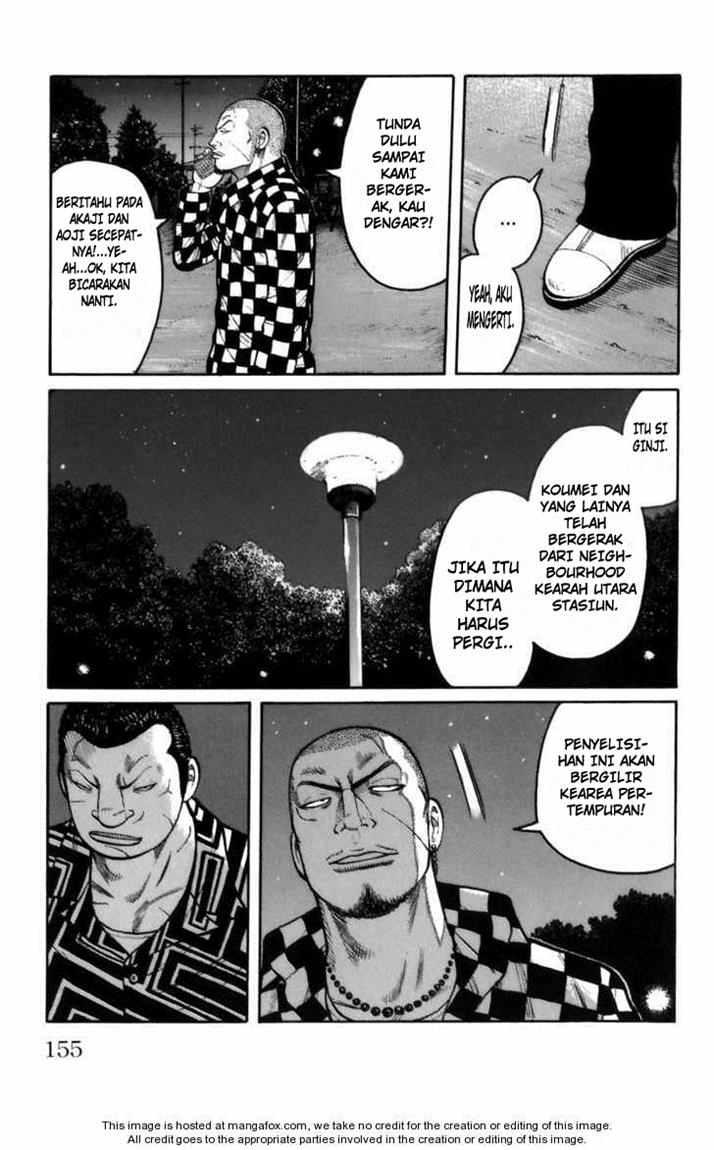 ...
YEAH, AKU
MENGERTI.
TUNDA
DULU
SAMPAI
KAMI
BERGER-
AK, KAU
DENGAR?!
BERITAHU PADA
AKAJI DAN
AOJI SECEPAT-
NYA!...YE-
AH...OK, KITA
BICARAKAN
NANTI.
ITU SI
GINJI.
KOUMEI DAN
YANG LAINYA
TELAH
BERGERAK
DARI NEIGH-
BOURHOOD
KEARAH UTARA
STASIUN.
JIKA ITU
DIMANA
KITA
HARUS
PERGI..
PENYELISI-
HAN INI AKAN
BERGILIR
KEAREA PER-
TEMPURAN!
155
This image is hosted at mangafox.com, we take no credit for the creation or editing of this image.
All credit goes to the appropriate parties involved in the creation or editing of this image.